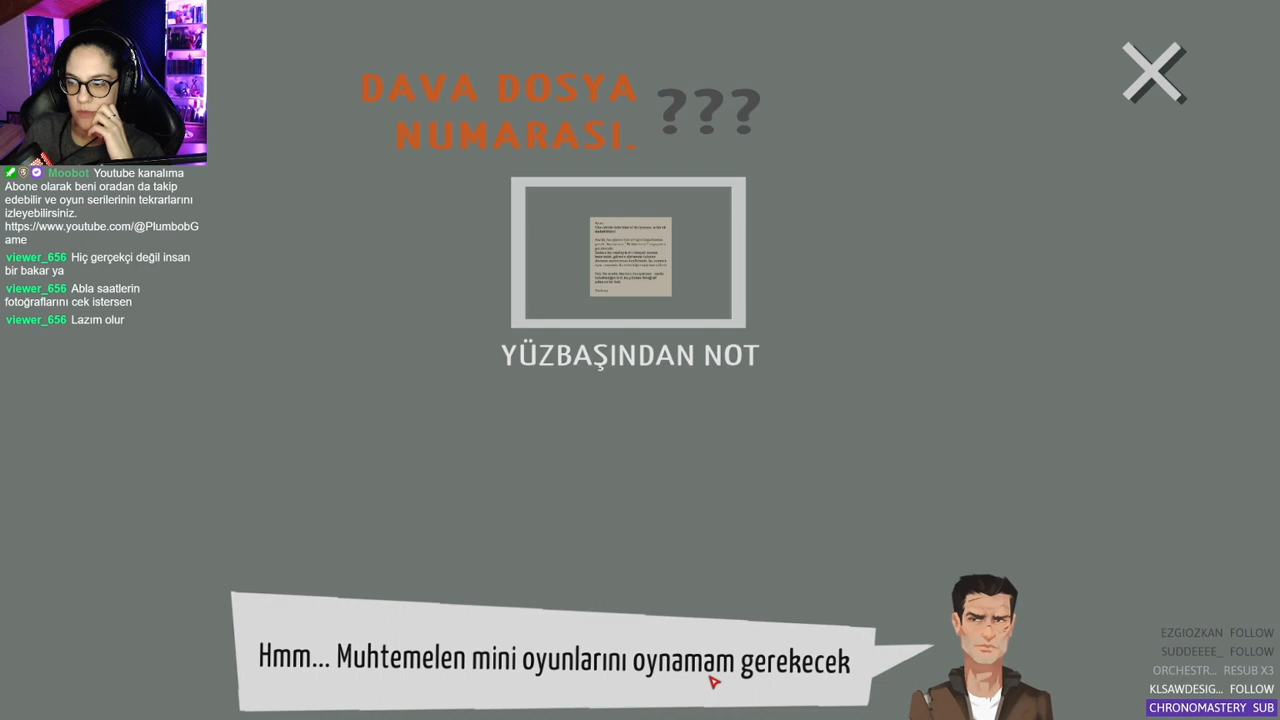 DAVA DOSYA
NUMARASI.
???
Moobot Youtube kanalıma
Abone olarak beni oradan da takip
edebilir ve oyun serilerinin tekrarlarını
izleyebilirsiniz.
https://www.youtube.com/@PlumbobG
ame
viewer_656 Hiç gerçekçi değil insan
bir bakar ya
viewer_656 Abla saatlerin
fotoğraflarını cek istersen
viewer_656 Lazım olur
YÜZBAŞINDAN NOT
Hmm... Muhtemelen mini oyunlarını oynamam gerekecek
EZGIOZKAN FOLLOW
SUDDEEEE_ FOLLOW
ORCHESTR... RESUB X3
KLSAWDESIG... FOLLOW
CHRONOMASTERY SUB